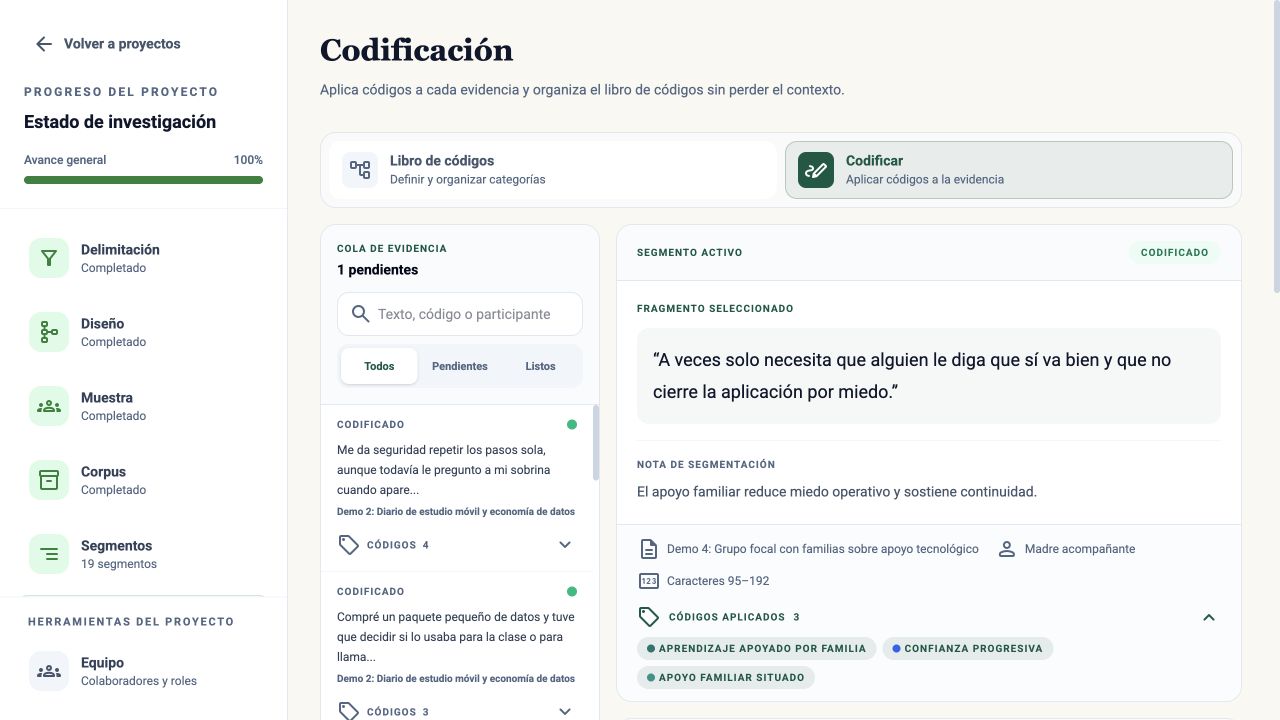 Volver a proyectos
PROGRESO DEL PROYECTO
Estado de investigación
Avance general 100%
Delimitación
Completado
Diseño
Completado
Muestra
Completado
Corpus
Completado
Segmentos
19 segmentos
HERRAMIENTAS DEL PROYECTO
Equipo
Colaboradores y roles
Codificación
Aplica códigos a cada evidencia y organiza el libro de códigos sin perder el contexto.
Libro de códigos
Definir y organizar categorías
Codificar
Aplicar códigos a la evidencia
COLA DE EVIDENCIA
1 pendientes
Texto, código o participante
Todos Pendientes Listos
CODIFICADO
Me da seguridad repetir los pasos sola,
aunque todavía le pregunto a mi sobrina
cuando apare...
Demo 2: Diario de estudio móvil y economía de datos
CÓDIGOS 4
CODIFICADO
Compré un paquete pequeño de datos y tuve
que decidir si lo usaba para la clase o para
llama...
Demo 2: Diario de estudio móvil y economía de datos
CÓDIGOS 3
SEGMENTO ACTIVO CODIFICADO
FRAGMENTO SELECCIONADO
“A veces solo necesita que alguien le diga que sí va bien y que no
cierre la aplicación por miedo.”
NOTA DE SEGMENTACIÓN
El apoyo familiar reduce miedo operativo y sostiene continuidad.
Demo 4: Grupo focal con familias sobre apoyo tecnológico Madre acompañante
123 Caracteres 95–192
CÓDIGOS APLICADOS 3
APRENDIZAJE APOYADO POR FAMILIA CONFIANZA PROGRESIVA
APOYO FAMILIAR SITUADO